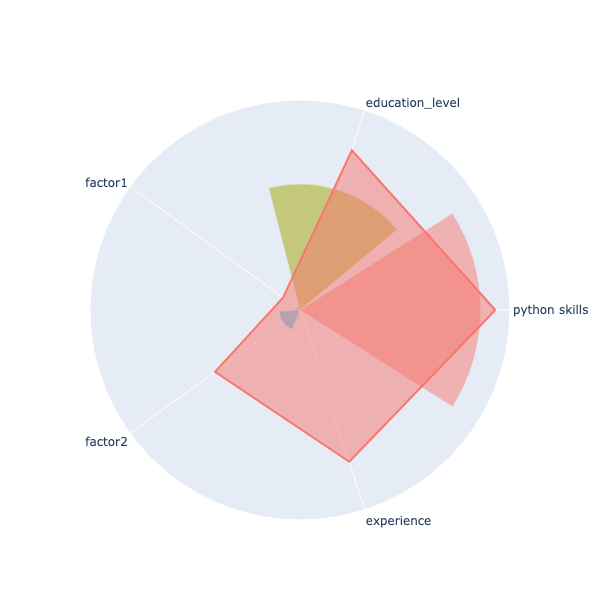 education_level
factor1
python skills
factor2
experience